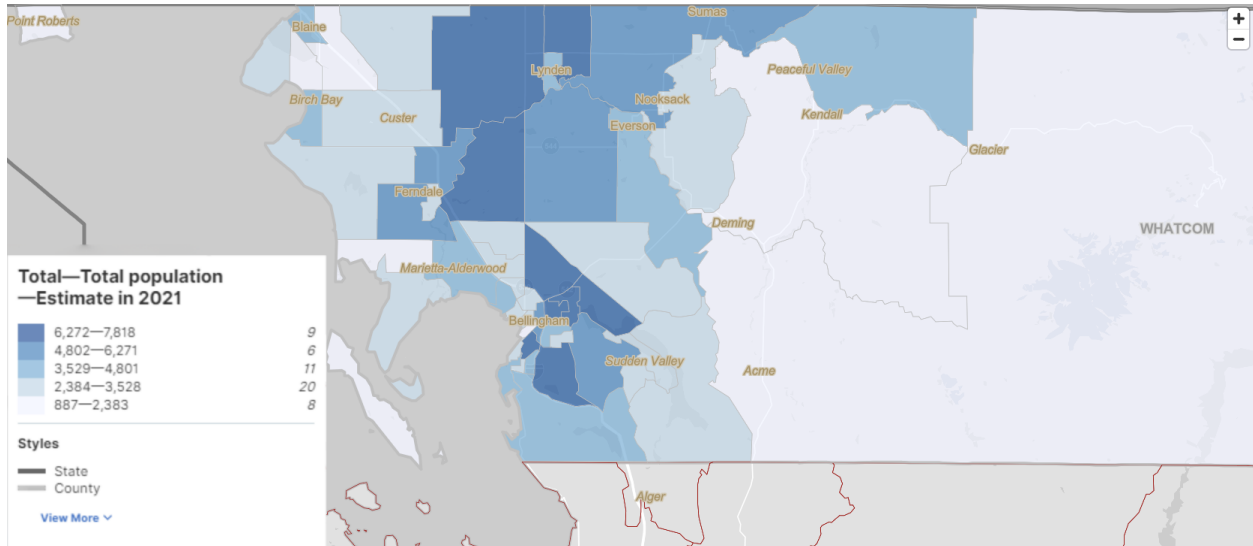 Point Roberts
Blaine
Sumas
+
−
Lynden
Peaceful Valley
Birch Bay
Custer
Nooksack
Everson
Kendall
Glacier
Ferndale
Deming
WHATCOM
Marietta-Alderwood
Bellingham
Sudden Valley
Acme
Alger
Total—Total population
—Estimate in 2021
6,272—7,818 9
4,802—6,271 6
3,529—4,801 11
2,384—3,528 20
887—2,383 8
Styles
State
County
View More